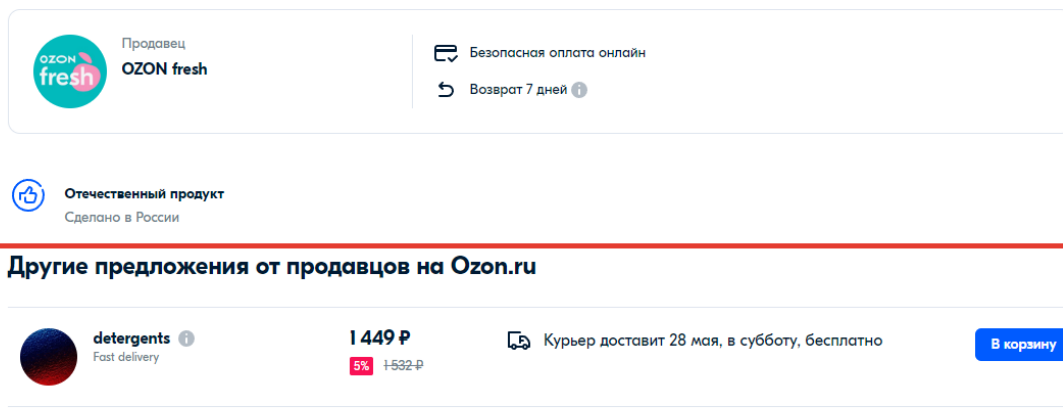 OZON
fresh
Продавец
OZON fresh
Безопасная оплата онлайн
Возврат 7 дней
Отечественный продукт
Сделано в России
Другие предложения от продавцов на Ozon.ru
detergents
Fast delivery
1 449 ₽
5% 1 532 ₽
Курьер доставит 28 мая, в субботу, бесплатно
В корзину